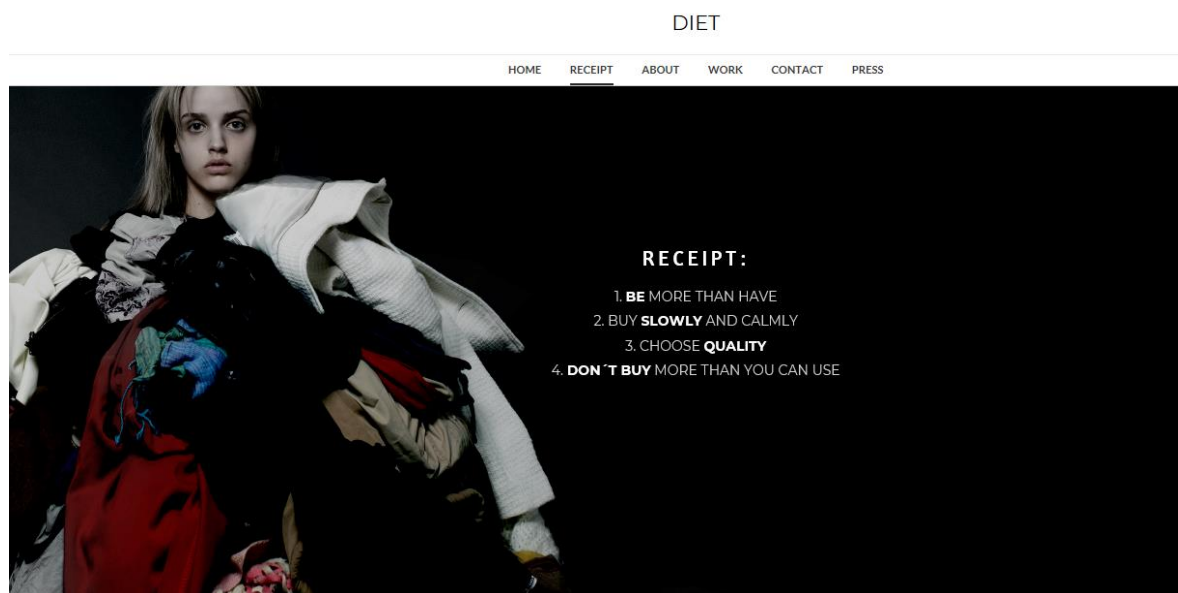 DIET
HOME RECEIPT ABOUT WORK CONTACT PRESS
RECEIPT:
1. BE MORE THAN HAVE
2. BUY SLOWLY AND CALMLY
3. CHOOSE QUALITY
4. DON´T BUY MORE THAN YOU CAN USE